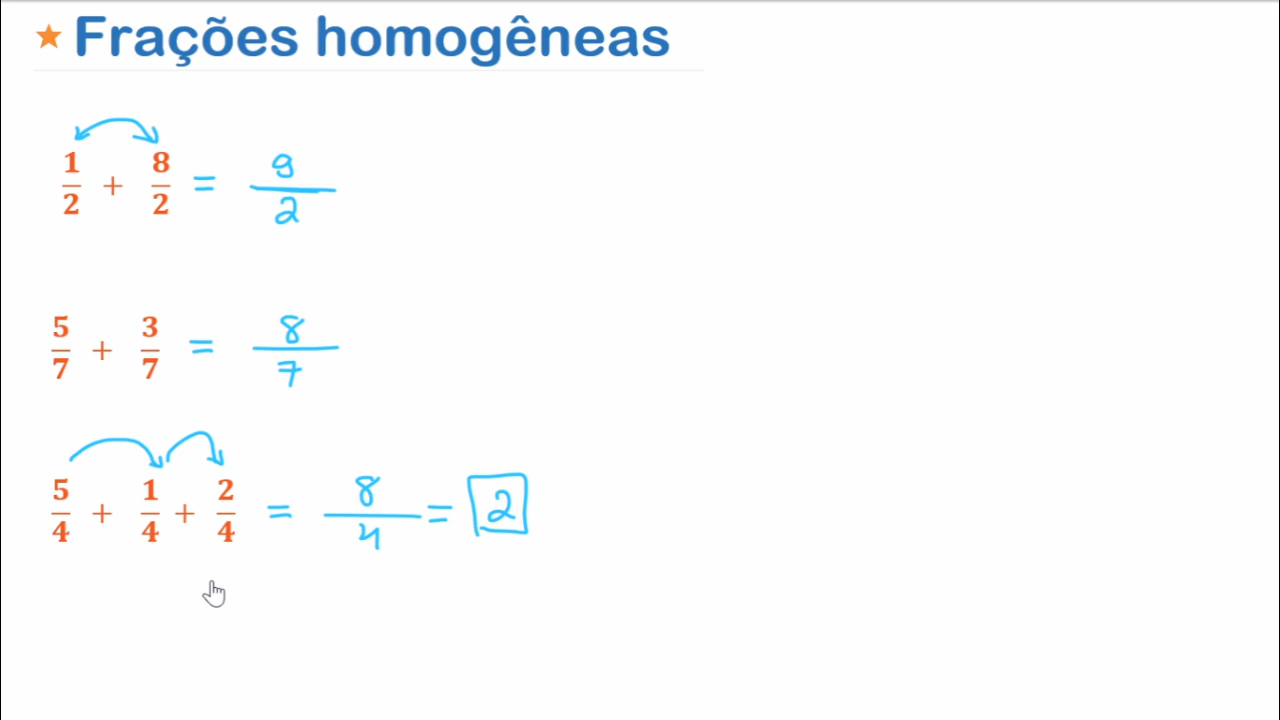 Frações homogêneas
1/2 + 8/2 = 9/2
5/7 + 3/7 = 8/7
5/4 + 1/4 + 2/4 = 8/4 = 2